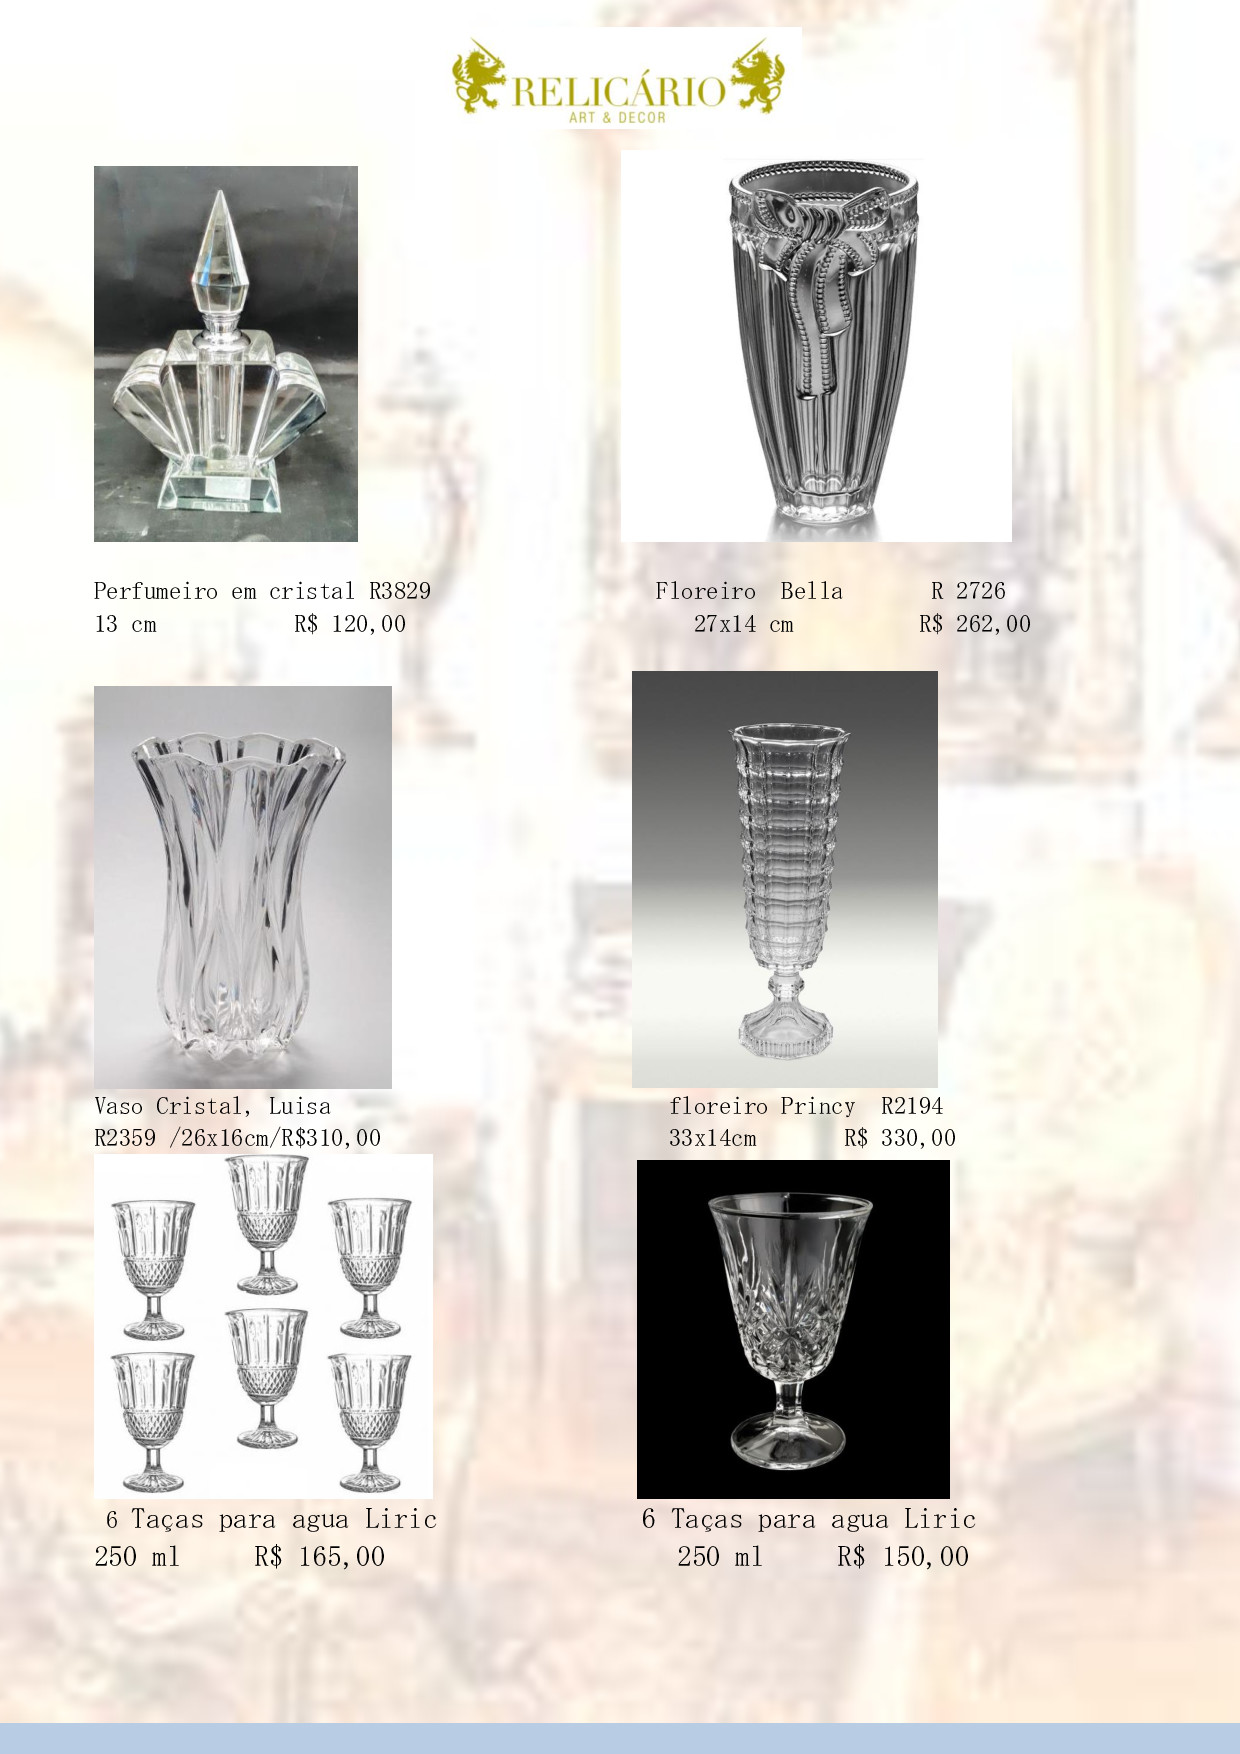 RELICÁRIO
ART & DECOR
Perfumeiro em cristal R3829
13 cm R$ 120,00
Floreiro Bella R 2726
27x14 cm R$ 262,00
Vaso Cristal, Luisa
R2359 /26x16cm/R$310,00
floreiro Princy R2194
33x14cm R$ 330,00
6 Taças para agua Liric
250 ml R$ 165,00
6 Taças para agua Liric
250 ml R$ 150,00